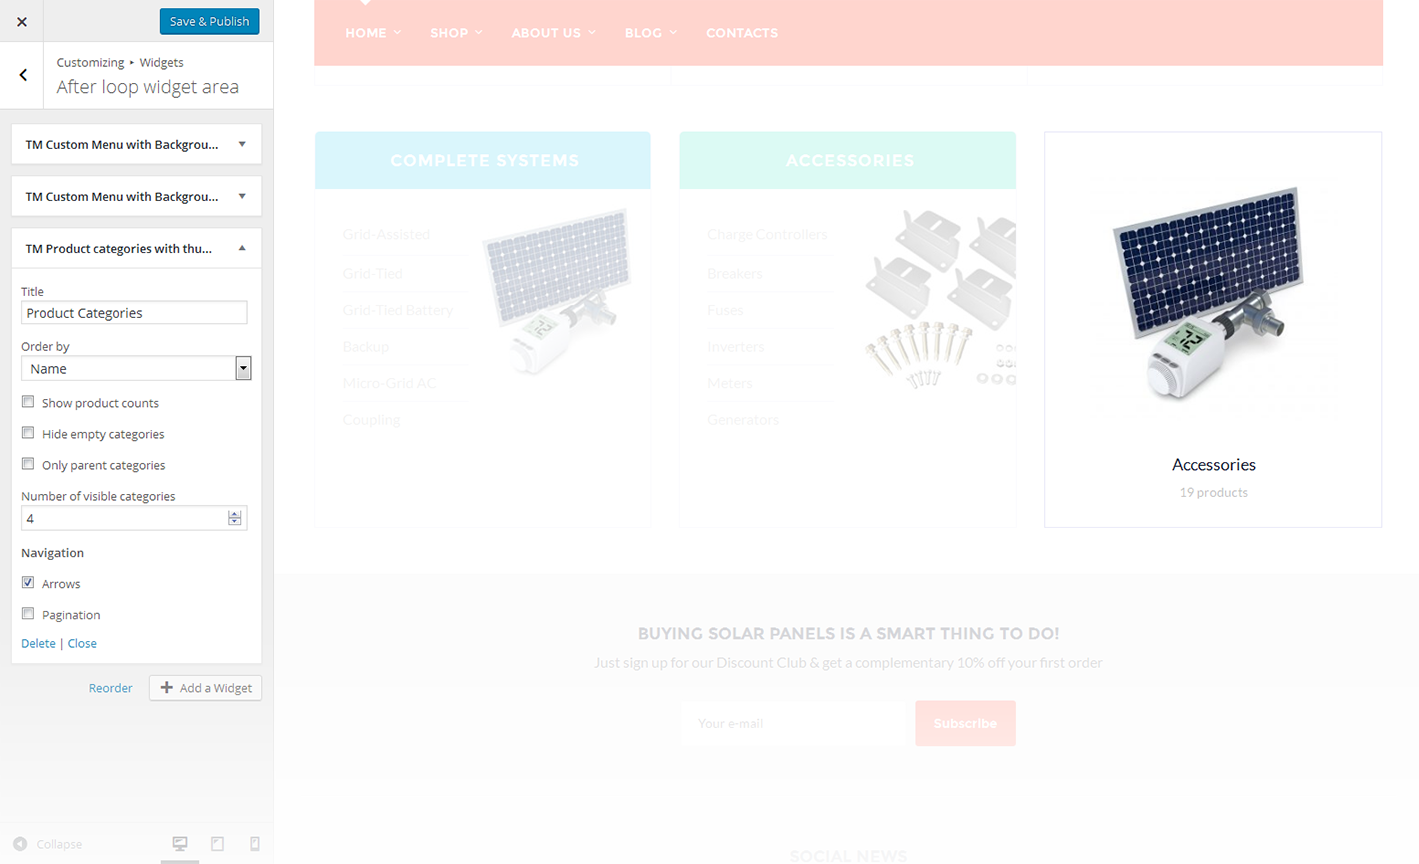 Save & Publish
Customizing ▸ Widgets
After loop widget area
TM Custom Menu with Backgrou...
TM Custom Menu with Backgrou...
TM Product categories with thu...
Title
Product Categories
Order by
Name
Show product counts
Hide empty categories
Only parent categories
Number of visible categories
4
Navigation
Arrows
Pagination
Delete | Close
Reorder
Add a Widget
Collapse
HOME SHOP ABOUT US BLOG CONTACTS
COMPLETE SYSTEMS
Grid-Assisted
Grid-Tied
Grid-Tied Battery
Backup
Micro-Grid AC
Coupling
72
ACCESSORIES
Charge Controllers
Breakers
Fuses
Inverters
Meters
Generators
72
Accessories
19 products
BUYING SOLAR PANELS IS A SMART THING TO DO!
Just sign up for our Discount Club & get a complementary 10% off your first order
Your e-mail
Subscribe
SOCIAL NEWS